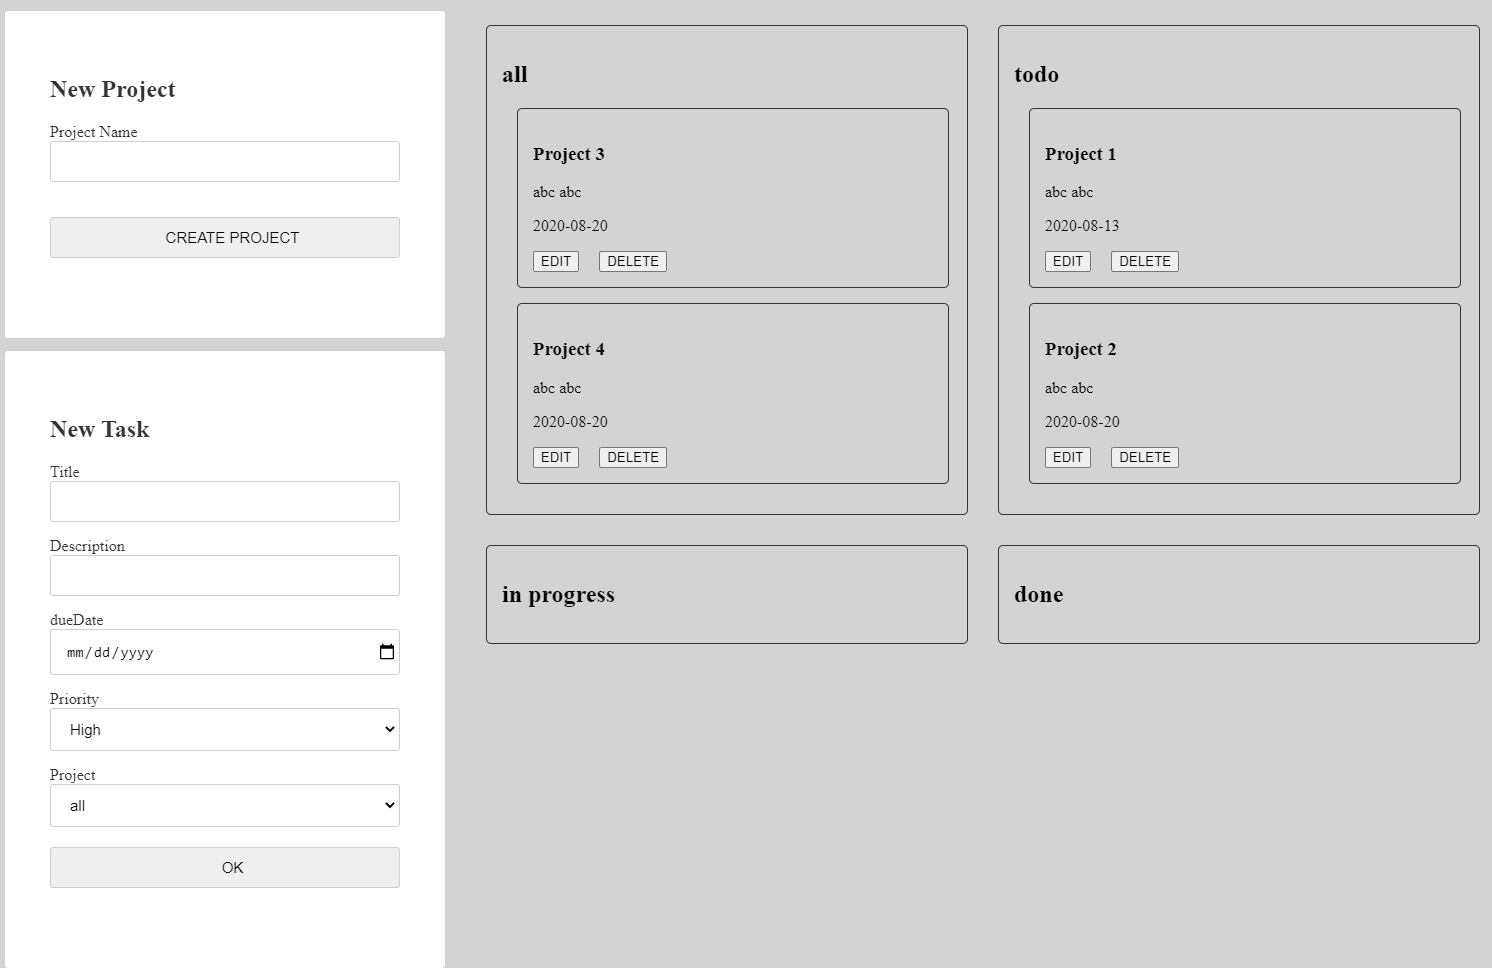 New Project
Project Name
CREATE PROJECT
New Task
Title
Description
dueDate
mm/dd/yyyy
Priority
High
Project
all
OK
all
Project 3
abc abc
2020-08-20
EDIT DELETE
Project 4
abc abc
2020-08-20
EDIT DELETE
todo
Project 1
abc abc
2020-08-13
EDIT DELETE
Project 2
abc abc
2020-08-20
EDIT DELETE
in progress
done